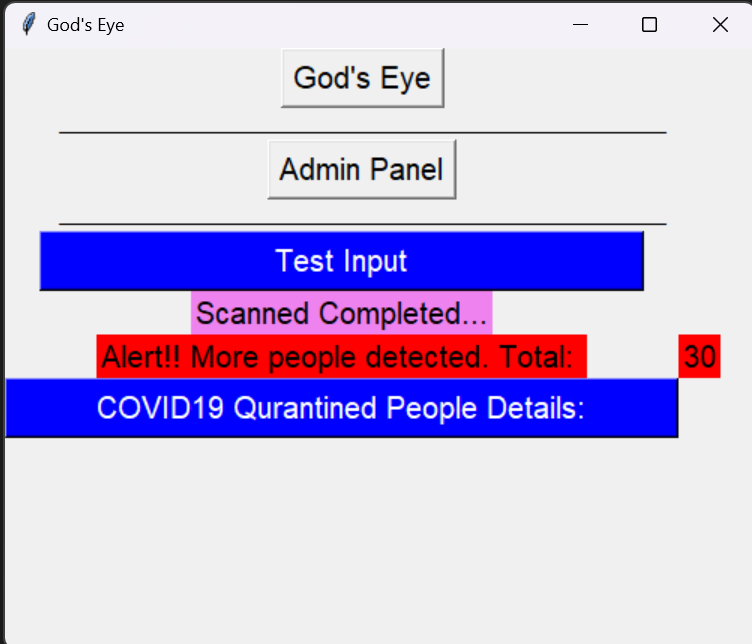 God's Eye
God's Eye
Admin Panel
Test Input
Scanned Completed...
Alert!! More people detected. Total: 30
COVID19 Qurantined People Details: